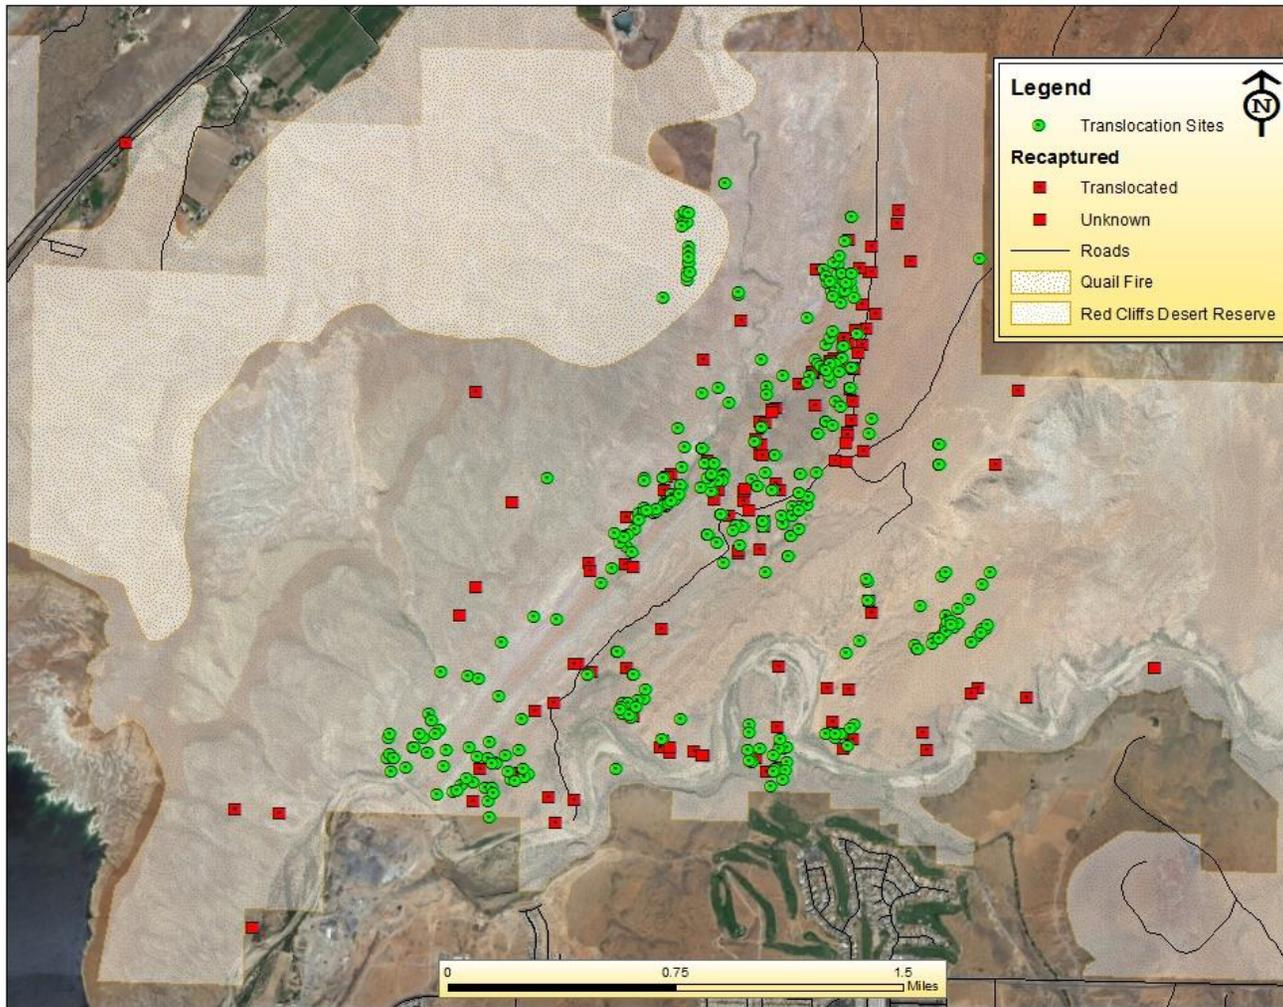 Legend
N
Translocation Sites
Recaptured
Translocated
Unknown
Roads
Quail Fire
Red Cliffs Desert Reserve
0 0.75 1.5
Miles